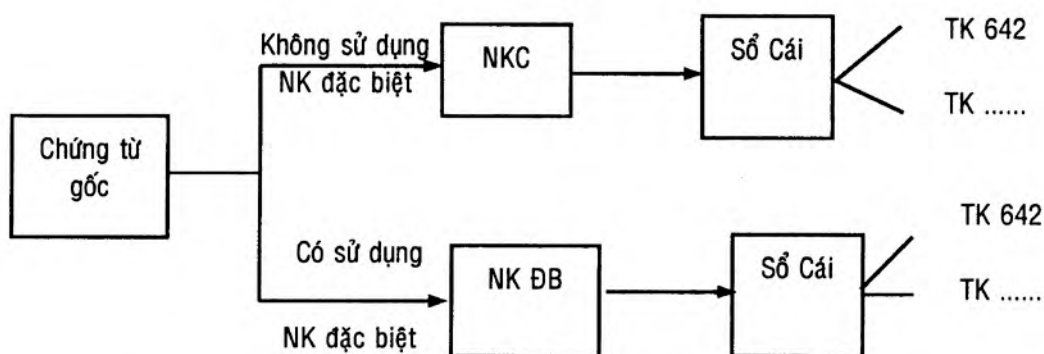 Không sử dụng
NK đặc biệt
NKC
Sổ Cái
TK 642
TK ......
Chứng từ
gốc
Có sử dụng
NK đặc biệt
NK ĐB
Sổ Cái
TK 642
TK ......